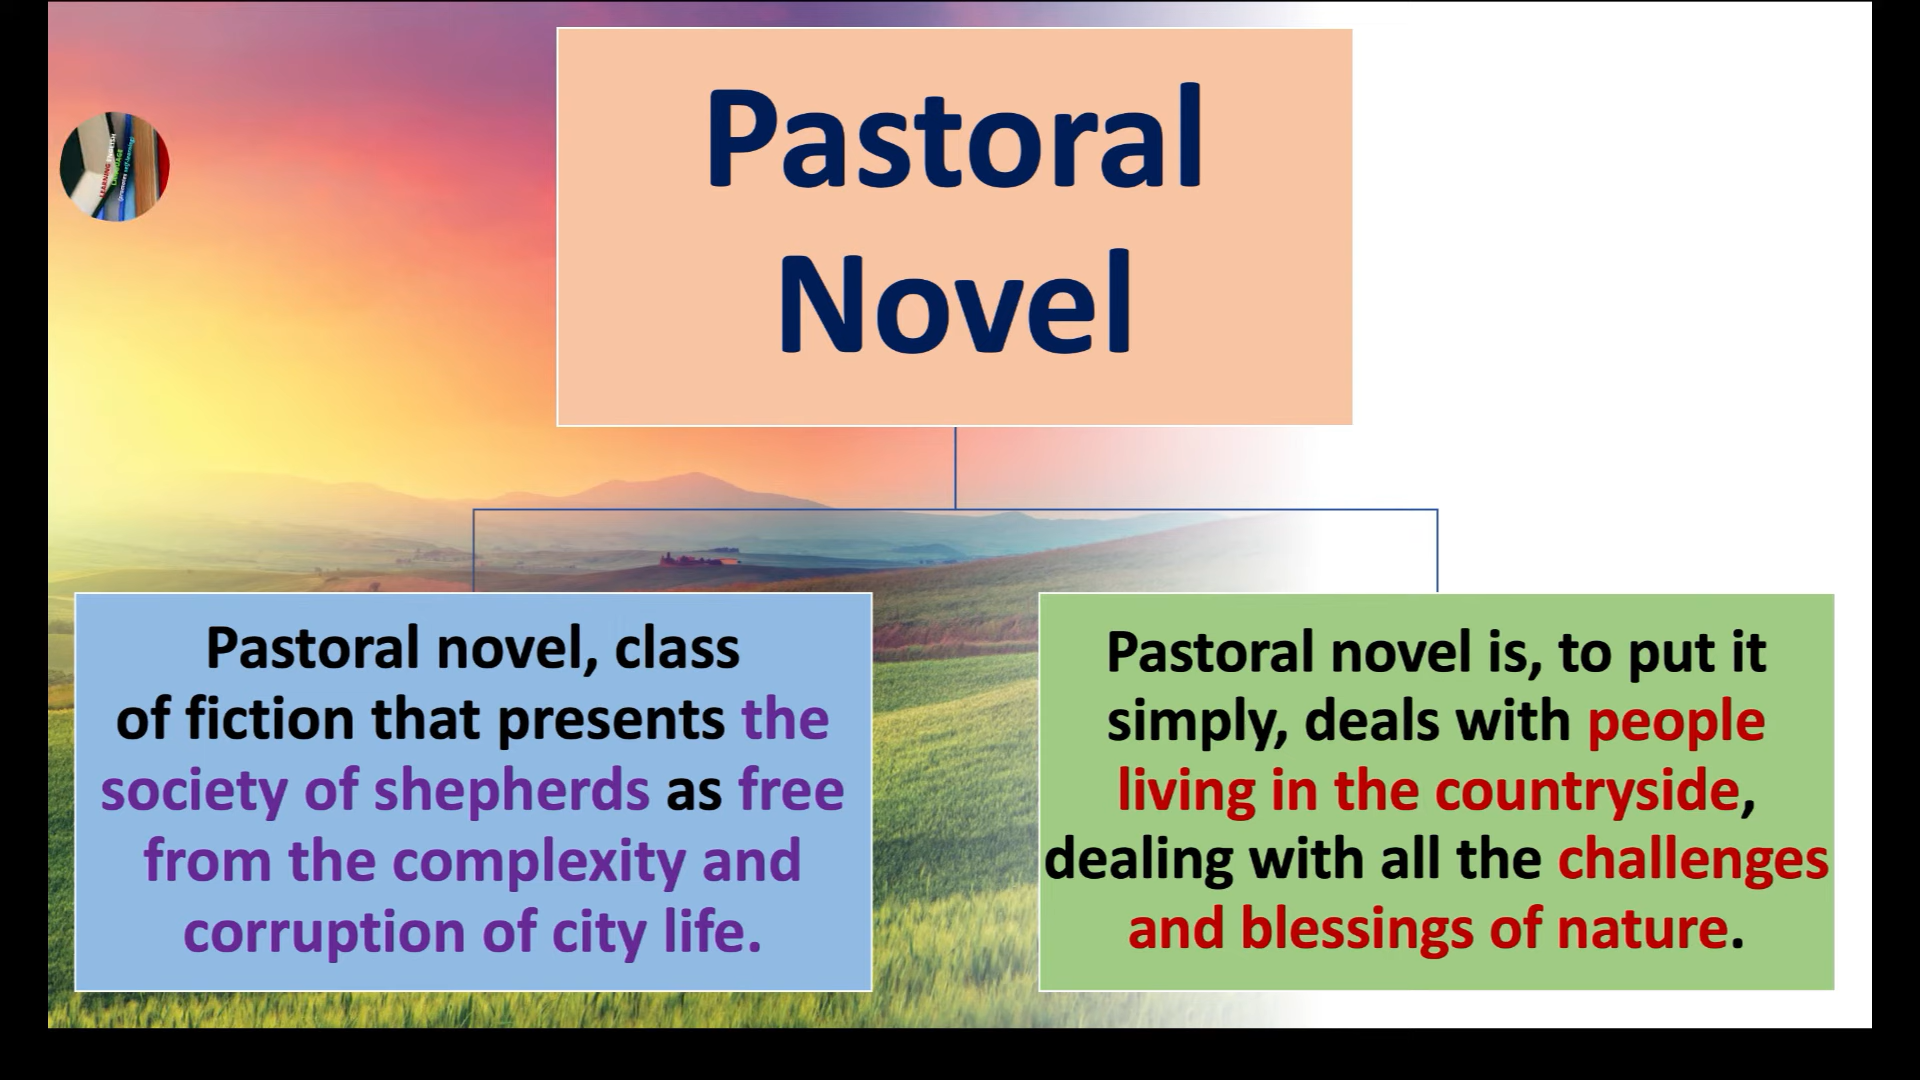 Pastoral
Novel
Pastoral novel, class
of fiction that presents the
society of shepherds as free
from the complexity and
corruption of city life.
Pastoral novel is, to put it
simply, deals with people
living in the countryside,
dealing with all the challenges
and blessings of nature.